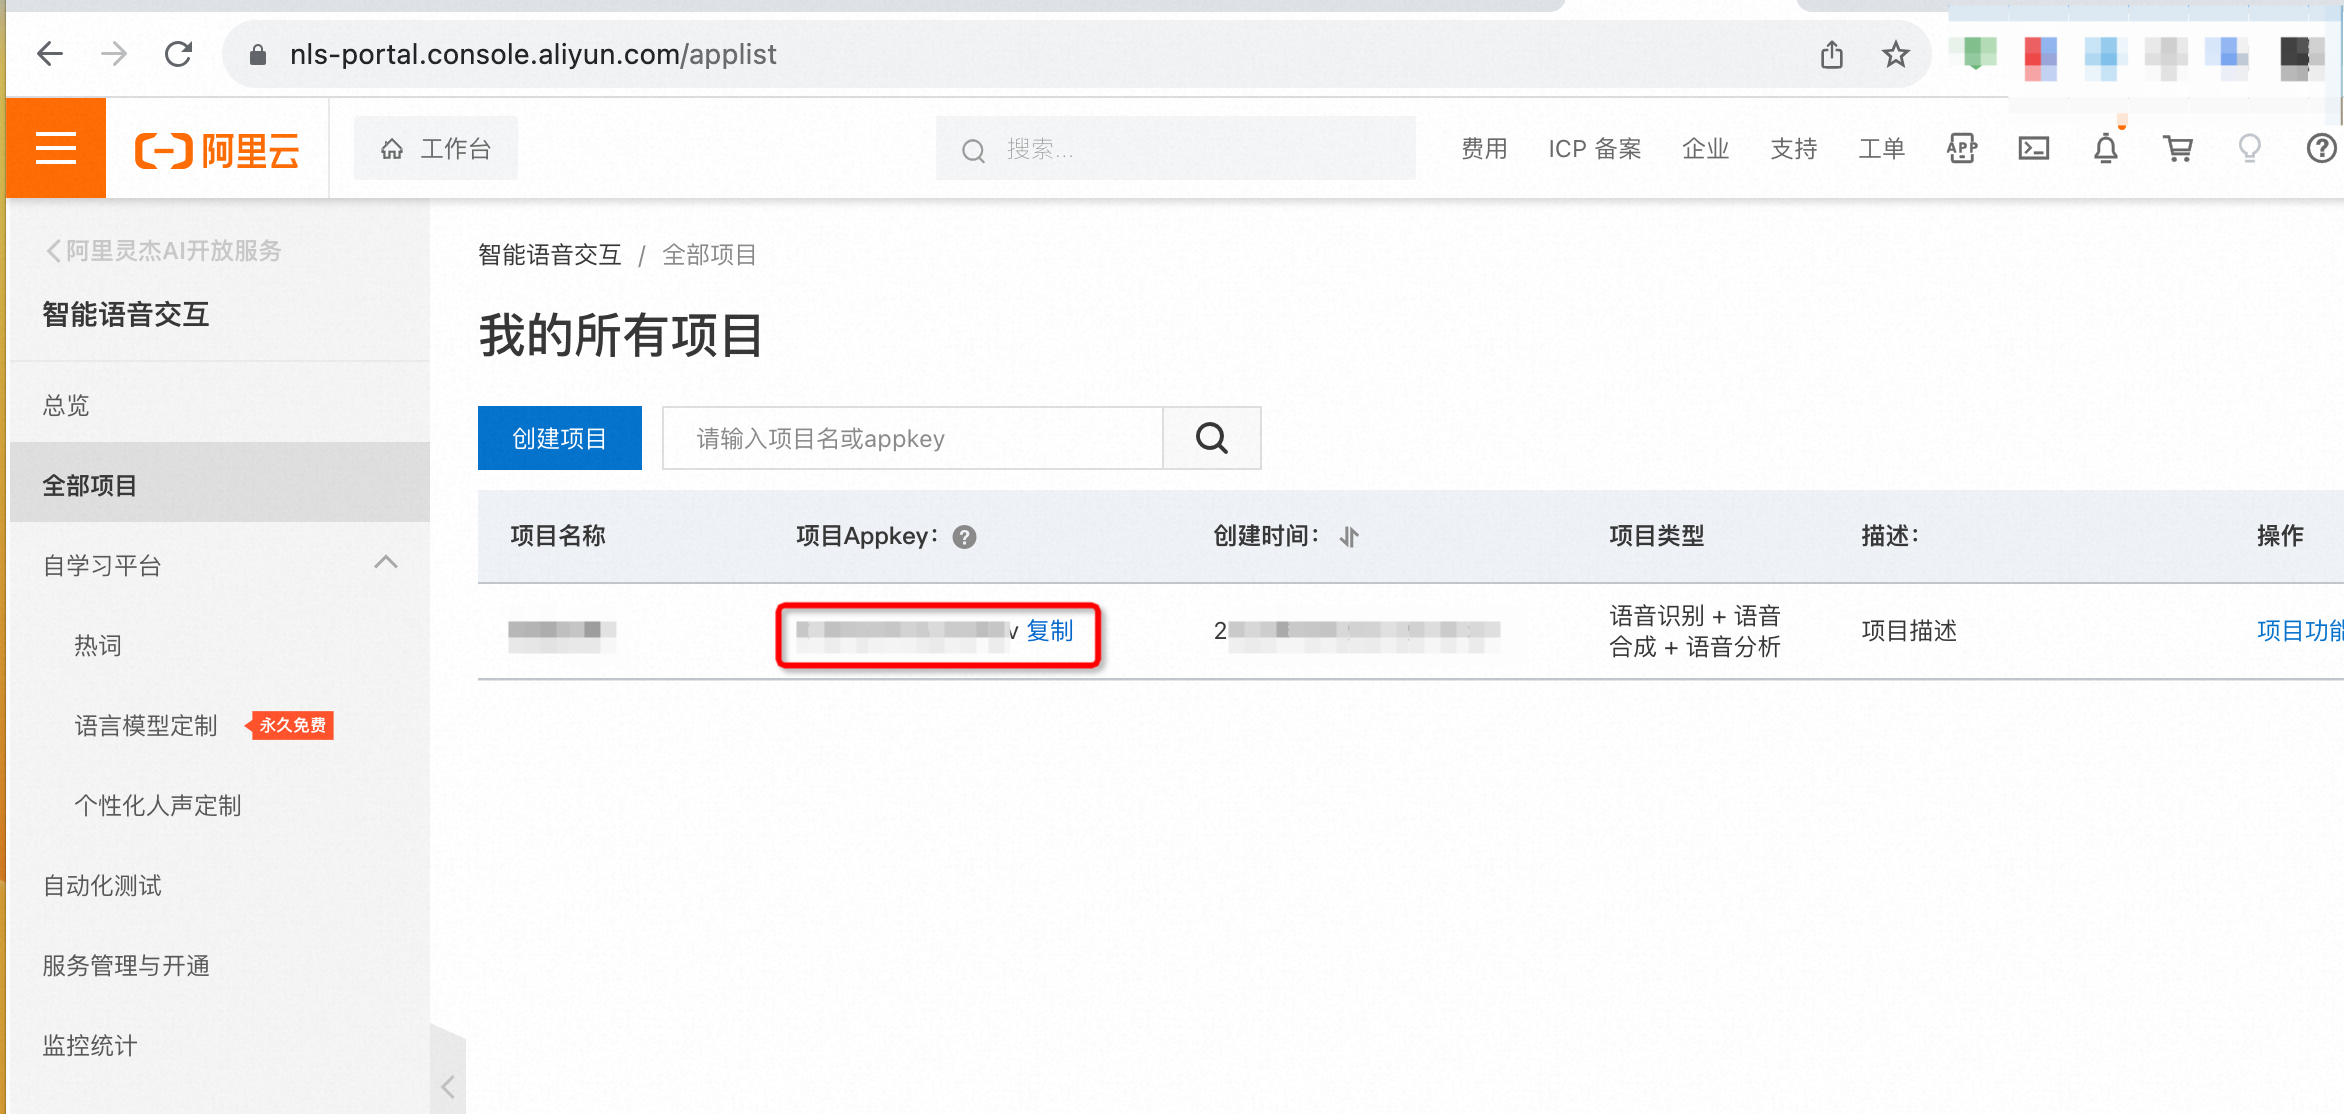 nls-portal.console.aliyun.com/applist
阿里云
工作台
搜索...
费用
ICP 备案
企业
支持
工单
APP
阿里灵杰AI开放服务
智能语音交互
总览
全部项目
自学习平台
热词
语言模型定制
永久免费
个性化人声定制
自动化测试
服务管理与开通
监控统计
智能语音交互 / 全部项目
我的所有项目
创建项目
请输入项目名或appkey
项目名称
项目Appkey：
创建时间：
项目类型
描述：
操作
v 复制
2
语音识别 + 语音
合成 + 语音分析
项目描述
项目功能